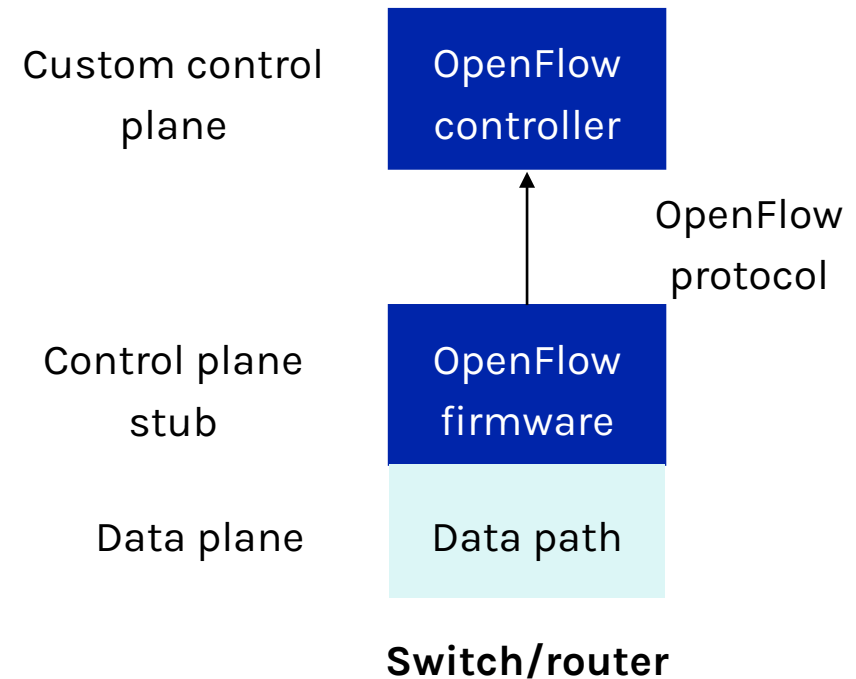 Custom control
plane
OpenFlow
controller
OpenFlow
protocol
Control plane
stub
OpenFlow
firmware
Data plane
Data path
Switch/router